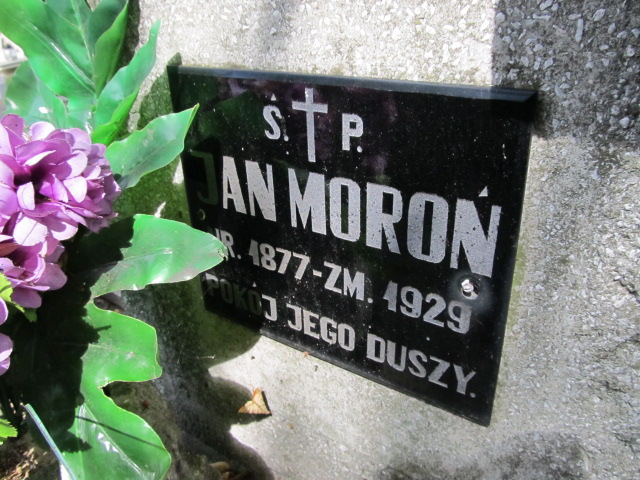 Ś. P.
JAN MOROŃ
UR. 1877-ZM. 1929
POKÓJ JEGO DUSZY.